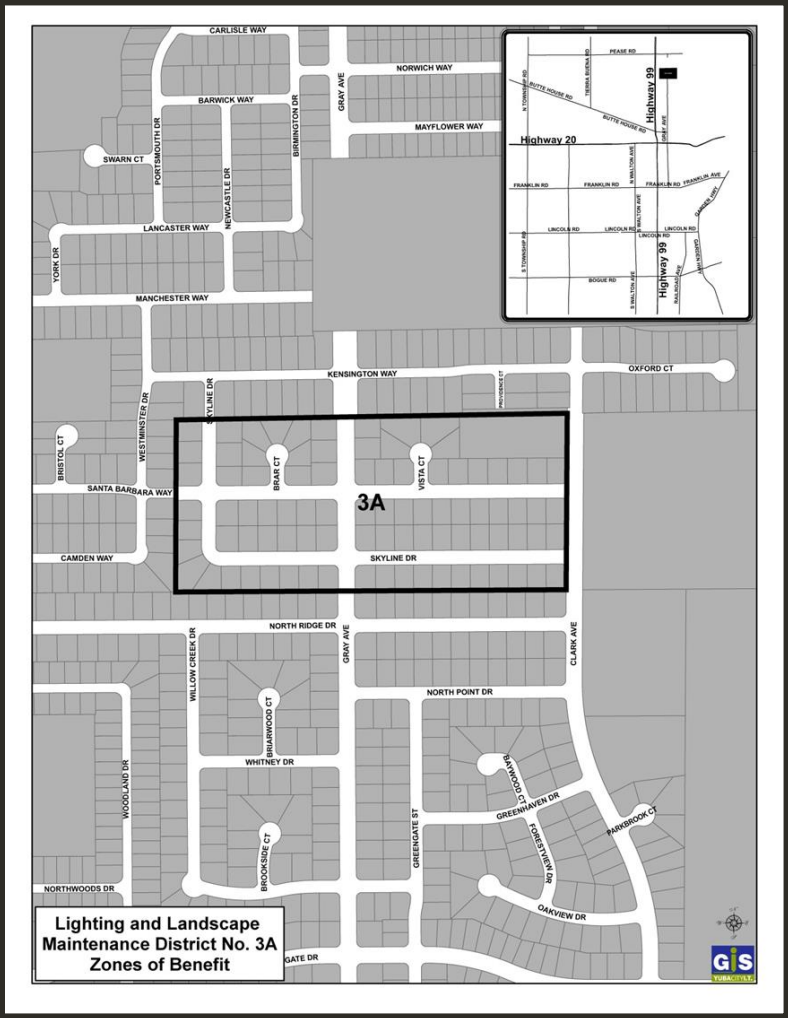 CARLISLE WAY
NORWICH WAY
GRAY AVE
BARWICK WAY
BIRMINGTON DR
MAYFLOWER WAY
PORTSMOUTH DR
SWARN CT
NEWCASTLE DR
LANCASTER WAY
YORK DR
MANCHESTER WAY
PEASE RD
TIERRA BUENA RD
N TOWNSHIP RD
BUTTE HOUSE RD
Highway 99
GRAY AVE
BUTTE HOUSE RD
Highway 20
N WALTON AVE
FRANKLIN RD
FRANKLIN RD
FRANKLIN RD
FRANKLIN AVE
GARDEN HWY
S WALTON AVE
LINCOLN RD
LINCOLN RD
LINCOLN RD
LINCOLN RD
S TOWNSHIP RD
Highway 99
GARDEN HWY
BOGUE RD
S WALTON AVE
RAILROAD AVE
KENSINGTON WAY
OXFORD CT
PROVIDENCE CT
SKYLINE DR
WESTMINSTER DR
BRISTOL CT
BRIAR CT
VISTA CT
SANTA BARBARA WAY
3A
CAMDEN WAY
SKYLINE DR
NORTH RIDGE DR
GRAY AVE
CLARK AVE
WILLOW CREEK DR
NORTH POINT DR
BRIARWOOD CT
WHITNEY DR
BAYWOOD CT
WOODLAND DR
GREENHAVEN DR
PARKBROOK CT
GREENGATE ST
FORESTVIEW DR
BROOKSIDE CT
NORTHWOODS DR
OAKVIEW DR
GATE DR
Lighting and Landscape
Maintenance District No. 3A
Zones of Benefit
GIS